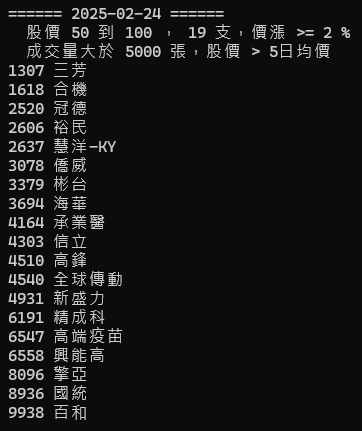 ====== 2025-02-24 ======
股價 50 到 100 , 19 支，價漲 >= 2 %
成交量大於 5000 張，股價 > 5日均價
1307 三芳
1618 合機
2520 冠德
2606 裕民
2637 慧洋-KY
3078 僑威
3379 彬台
3694 海華
4164 承業醫
4303 信立
4510 高鋒
4540 全球傳動
4931 新盛力
6191 精成科
6547 高端疫苗
6558 興能高
8096 擎亞
8936 國統
9938 百和